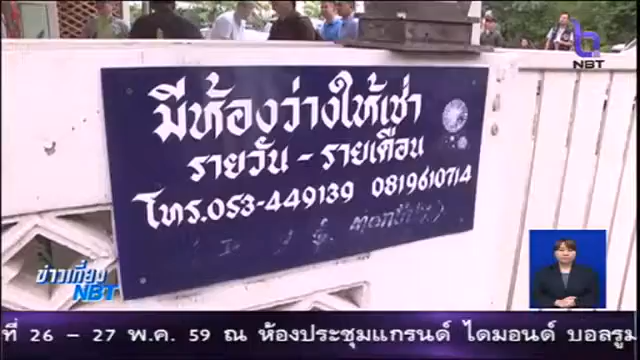 NBT
มีห้องว่างให้เช่า
รายวัน - รายเดือน
โทร.053-449139 0819610714
ข่าวเที่ยง
NBT
ที่ 26 – 27 พ.ค. 59 ณ ห้องประชุมแกรนด์ ไดมอนด์ บอลรูม